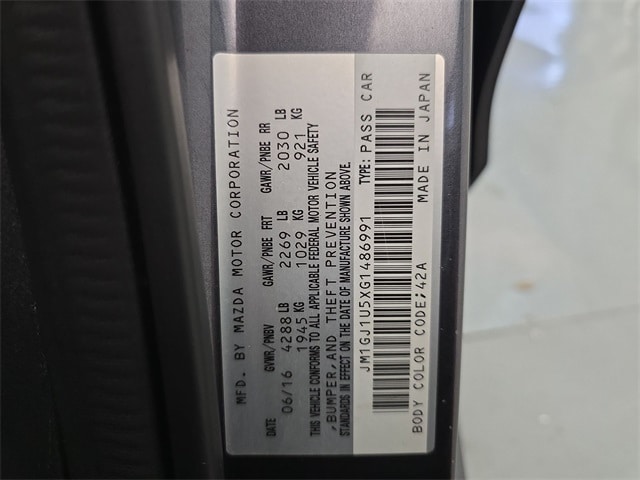 MFD. BY MAZDA MOTOR CORPORATION
DATE GVWR/PNBV GAWR/PNBE FRT GAWR/PNBE RR
06/16 4288 LB 2269 LB 2030 LB
1945 KG 1029 KG 921 KG
THIS VEHICLE CONFORMS TO ALL APPLICABLE FEDERAL MOTOR VEHICLE SAFETY
,BUMPER,AND THEFT PREVENTION
STANDARDS IN EFFECT ON THE DATE OF MANUFACTURE SHOWN ABOVE.
JM1GJ1U5XG1486991 TYPE: PASS CAR
BODY COLOR CODE;42A MADE IN JAPAN